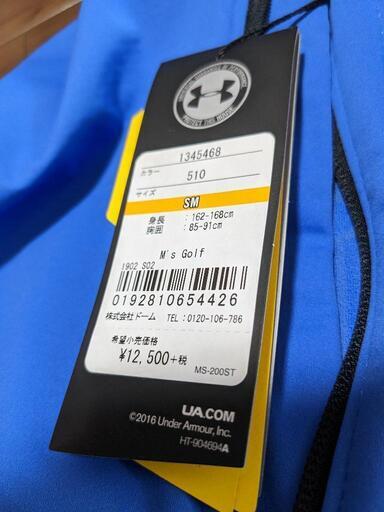 1345468
カラー
510
サイズ
SM
身長 :162-168cm
胸囲 :85-91cm
M's Golf
1902 S02
0192810654426
株式会社ドーム TEL:0120-106-786
希望小売価格
¥12,500+税
MS-200ST
UA.COM
©2016 Under Armour, Inc.
HT-904694A